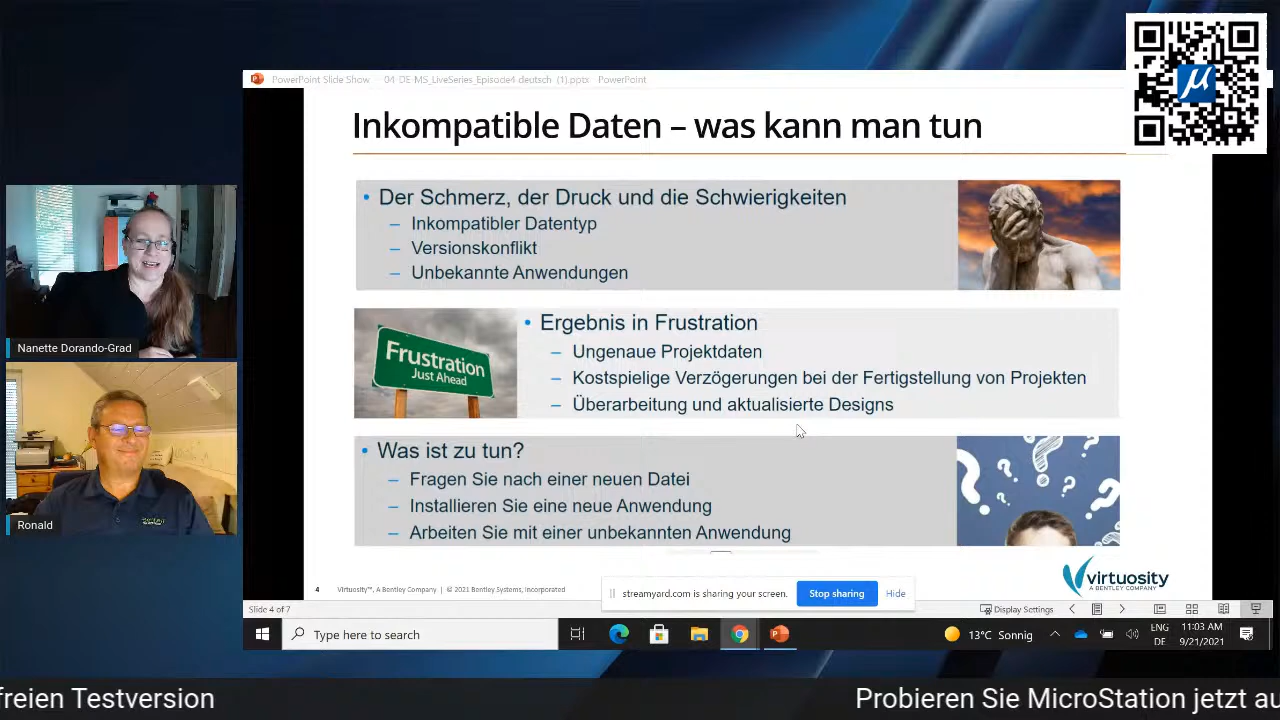 PowerPoint Slide Show - 04-DE-MS_LiveSeries_Episode4 deutsch (1).pptx - PowerPoint
µ
Inkompatible Daten – was kann man tun
• Der Schmerz, der Druck und die Schwierigkeiten
– Inkompatibler Datentyp
– Versionskonflikt
– Unbekannte Anwendungen
Frustration
Just Ahead
• Ergebnis in Frustration
– Ungenaue Projektdaten
– Kostspielige Verzögerungen bei der Fertigstellung von Projekten
– Überarbeitung und aktualisierte Designs
• Was ist zu tun?
– Fragen Sie nach einer neuen Datei
– Installieren Sie eine neue Anwendung
– Arbeiten Sie mit einer unbekannten Anwendung
Nanette Dorando-Grad
Ronald
4 Virtuosity™, A Bentley Company | © 2021 Bentley Systems, Incorporated
virtuosity
A BENTLEY COMPANY
streamyard.com is sharing your screen. Stop sharing Hide
Slide 4 of 7 Display Settings
Type here to search
13°C Sonnig
ENG
DE
11:03 AM
9/21/2021
freien Testversion Probieren Sie MicroStation jetzt au